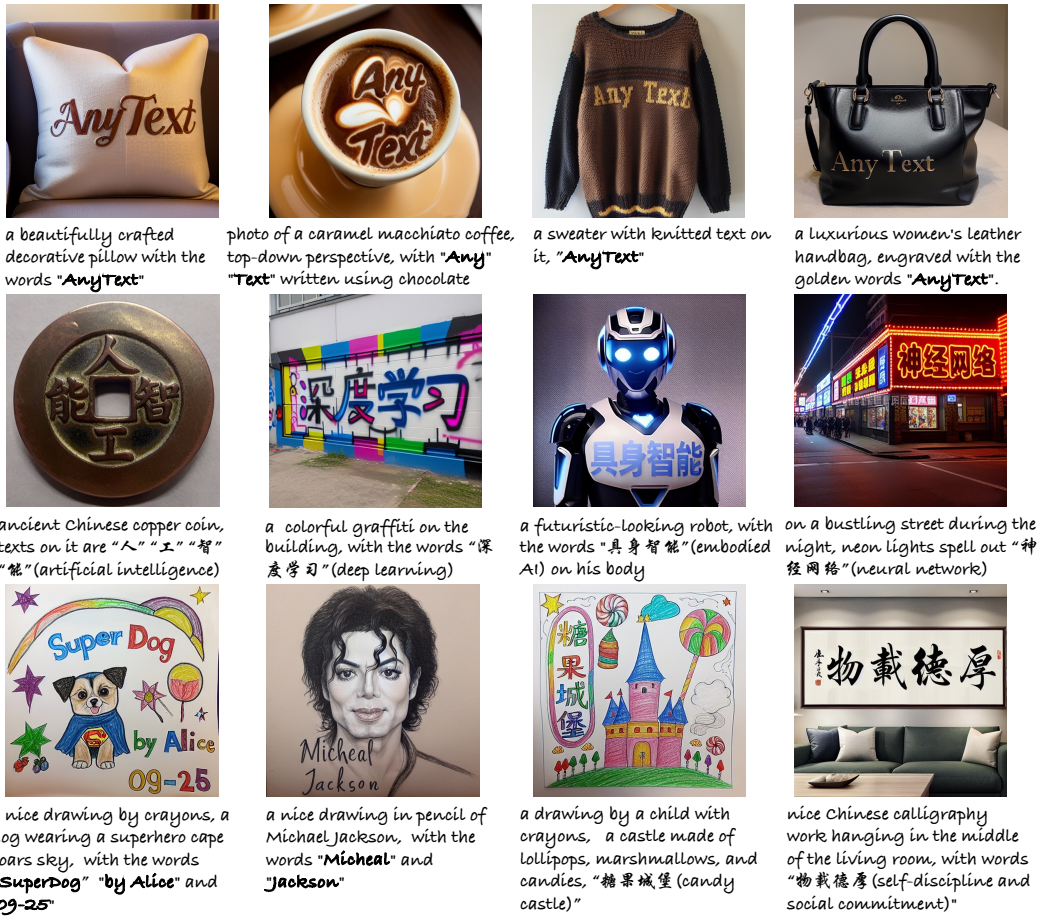 AnyText
Any
Text
Any Text
Any Text
a beautifully crafted
decorative pillow with the
words "AnyText"
photo of a caramel macchiato coffee,
top-down perspective, with "Any"
"Text" written using chocolate
a sweater with knitted text on
it, "AnyText"
a luxurious women's leather
handbag, engraved with the
golden words "AnyText".
人
能 智
工
深度学习
具身智能
神经网络
ancient Chinese copper coin,
texts on it are “人” “工” “智”
“能”(artificial intelligence)
a colorful graffiti on the
building, with the words “深
度学习”(deep learning)
a futuristic-looking robot, with
the words "具身智能”(embodied
AI) on his body
on a bustling street during the
night, neon lights spell out “神
经网络”(neural network)
Super Dog
by Alice
09-25
Micheal
Jackson
糖
果
城
堡
物載德厚
nice drawing by crayons, a
og wearing a superhero cape
oars sky, with the words
SuperDog” "by Alice" and
09-25"
a nice drawing in pencil of
Michael Jackson, with the
words "Micheal" and
"Jackson"
a drawing by a child with
crayons, a castle made of
lollipops, marshmallows, and
candies, “糖果城堡(candy
castle)”
nice Chinese calligraphy
work hanging in the middle
of the living room, with words
“物載德厚(self-discipline and
social commitment)"